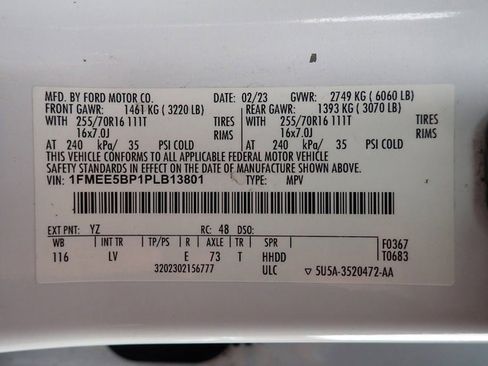 MFD. BY FORD MOTOR CO. DATE: 02/23 GVWR: 2749 KG ( 6060 LB)
FRONT GAWR: 1461 KG ( 3220 LB) REAR GAWR: 1393 KG ( 3070 LB)
WITH 255/70R16 111T TIRES WITH 255/70R16 111T TIRES
16x7.0J RIMS 16x7.0J RIMS
AT 240 kPa/ 35 PSI COLD AT 240 kPa/ 35 PSI COLD
THIS VEHICLE CONFORMS TO ALL APPLICABLE FEDERAL MOTOR VEHICLE
SAFETY STANDARDS IN EFFECT ON THE DATE OF MANUFACTURE SHOWN ABOVE.
VIN: 1FMEE5BP1PLB13801 TYPE: MPV
EXT PNT: YZ RC: 48 DSO:
WB INT TR TP/PS R AXLE TR SPR F0367
116 LV E 73 T HHDD T0683
3202302156777 ULC ▽ 5U5A-3520472-AA